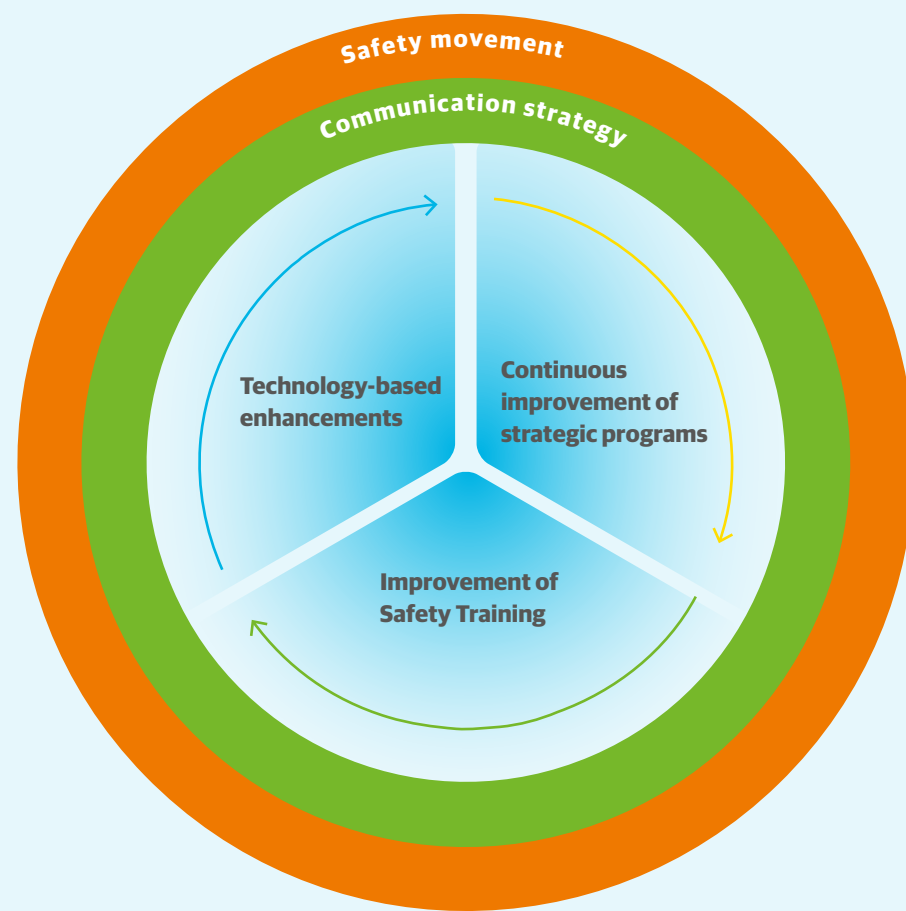 Safety movement
Communication strategy
Technology-based
enhancements
Continuous
improvement of
strategic programs
Improvement of
Safety Training